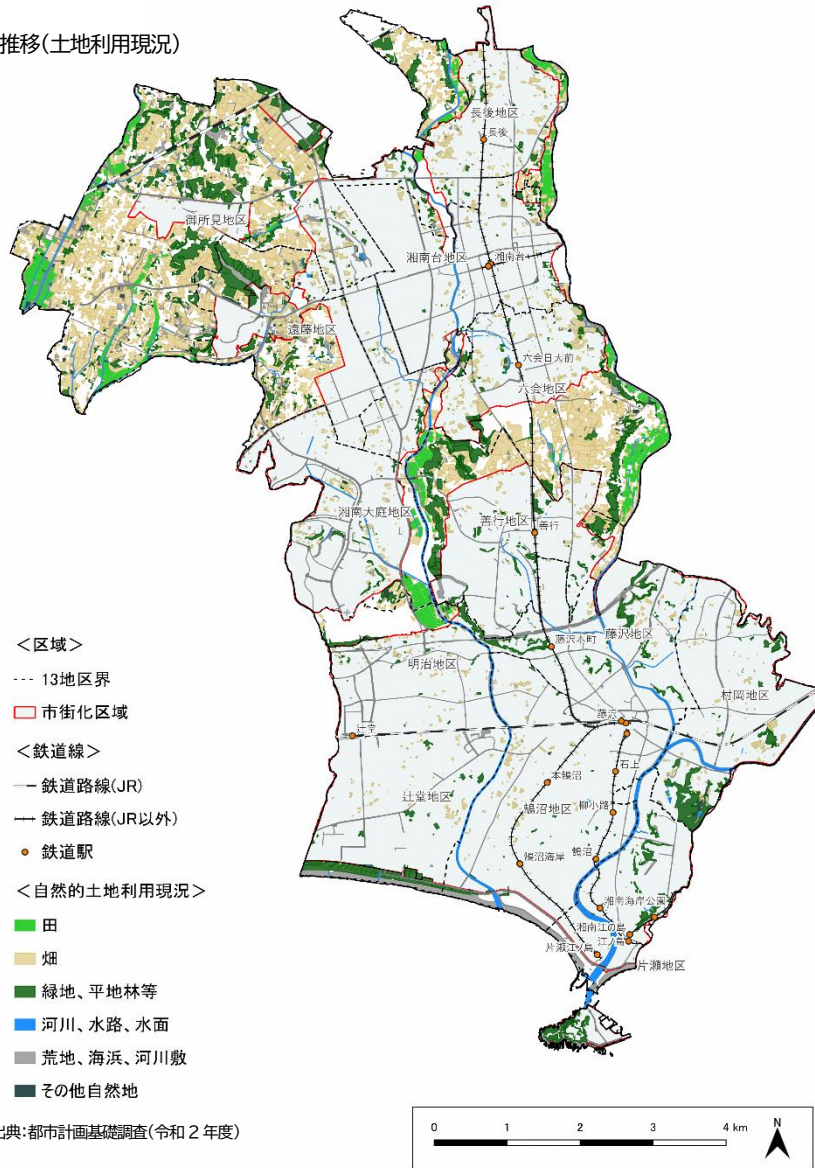 推移(土地利用現況)
長後地区
長後
御所見地区
湘南台地区
湘南台
遠藤地区
六会日大前
六会地区
湘南大庭地区
善行地区
善行
藤沢本町
藤沢地区
明治地区
村岡地区
藤沢
辻堂
石上
本鵠沼
辻堂地区
鵠沼地区
柳小路
鵠沼
鵠沼海岸
湘南海岸公園
湘南江の島
江ノ島
片瀬江ノ島
片瀬地区
<区域>
13地区界
市街化区域
<鉄道線>
鉄道路線(JR)
鉄道路線(JR以外)
鉄道駅
<自然的土地利用現況>
田
畑
緑地、平地林等
河川、水路、水面
荒地、海浜、河川敷
その他自然地
出典:都市計画基礎調査(令和2年度)
0 1 2 3 4 km
N